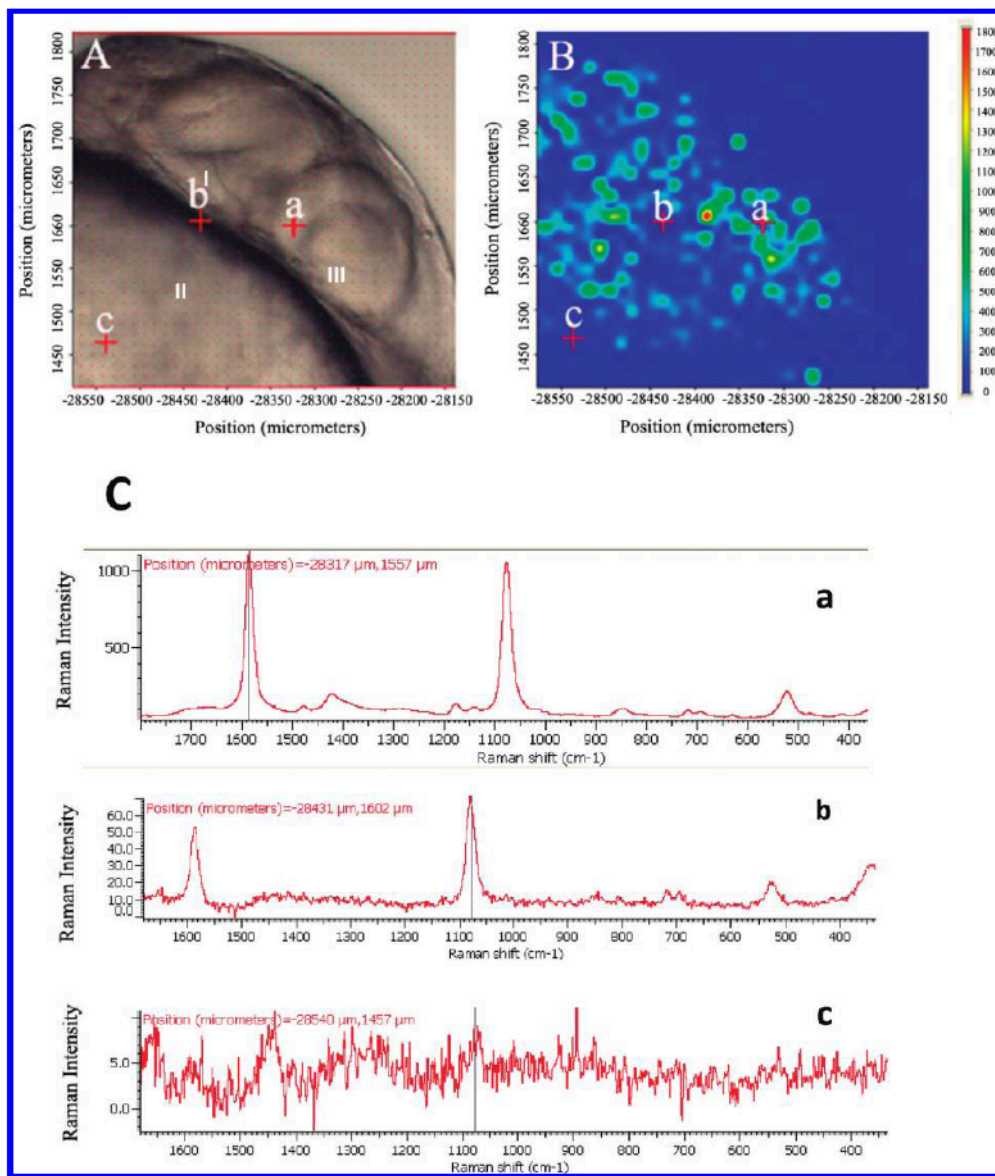 A
B
Position (micrometers)
1800
1750
1700
1650
1660
1550
1500
1450
b
I
a
II
III
c
-28550 -28500 -28450 -28400 -28320 -28280 -28200 -28150
Position (micrometers)
Position (micrometers)
1800
1750
1700
1650
1660
1550
1500
1450
b
a
c
-28550 -28500 -28450 -28400 -28320 -28280 -28200 -28150
Position (micrometers)
1800
1700
1600
1500
1400
1300
1200
1100
1000
900
800
700
600
500
400
300
200
100
0
C
Position (micrometers)=-28317 µm,1557 µm
a
Raman Intensity
1000
500
1700 1600 1500 1400 1300 1200 1100 1000 900 800 700 600 500 400
Raman shift (cm-1)
Position (micrometers)=-28431 µm,1602 µm
b
Raman Intensity
60.0
50.0
40.0
30.0
20.0
10.0
0.0
1600 1500 1400 1300 1200 1100 1000 900 800 700 600 500 400
Raman shift (cm-1)
Position (micrometers)=-28540 µm,1457 µm
c
Raman Intensity
5.0
0.0
1600 1500 1400 1300 1200 1100 1000 900 800 700 600 500 400
Raman shift (cm-1)